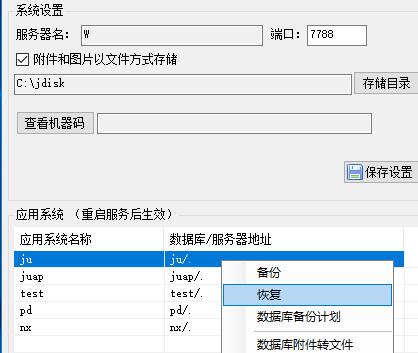 系统设置
服务器名： W 端口： 7788
附件和图片以文件方式存储
C:\jdisk 存储目录
查看机器码
保存设置
应用系统 （重启服务后生效）
应用系统名称 数据库/服务器地址
ju ju/.
juap juap/.
test test/.
pd pd/.
nx nx/.
备份
恢复
数据库备份计划
数据库附件转文件